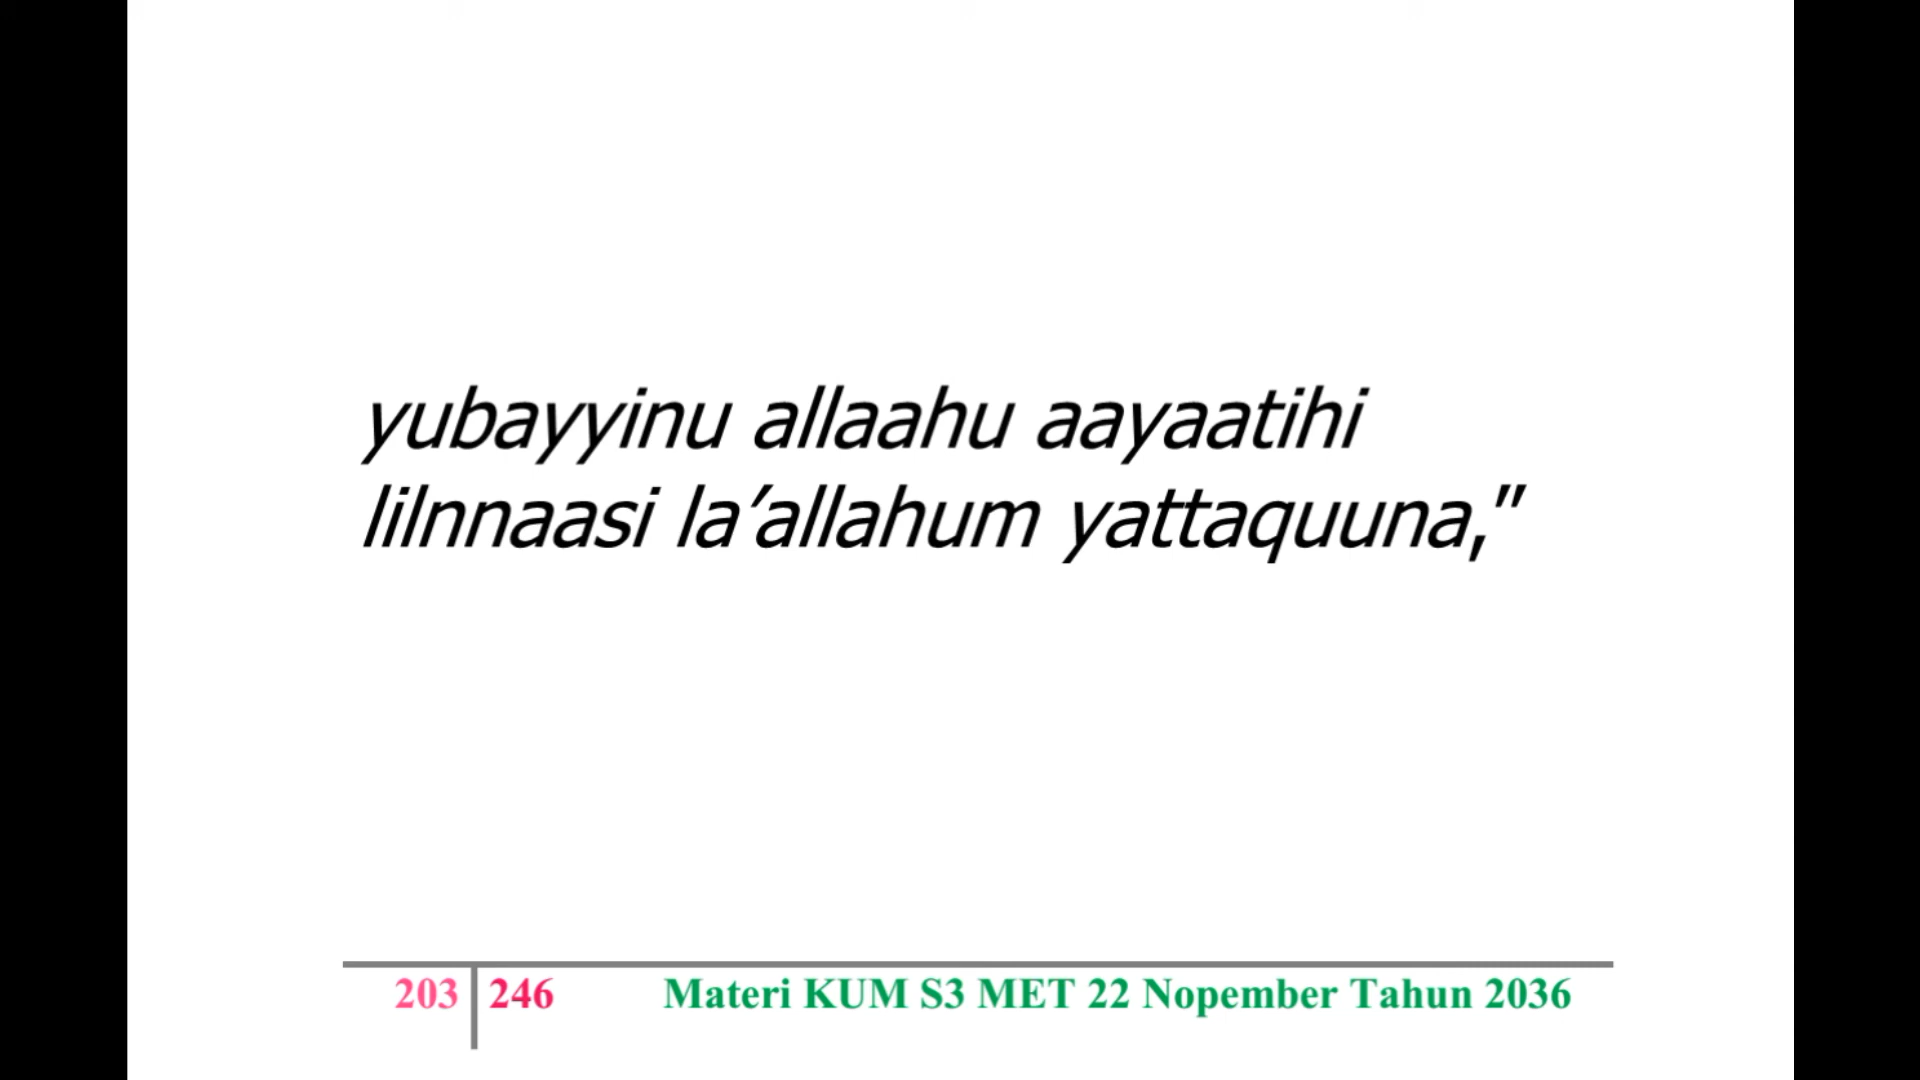 yubayyinu allaahu aayaatihi
lilnnaasi la’allahum yattaquuna,”
203 246 Materi KUM S3 MET 22 Nopember Tahun 2036